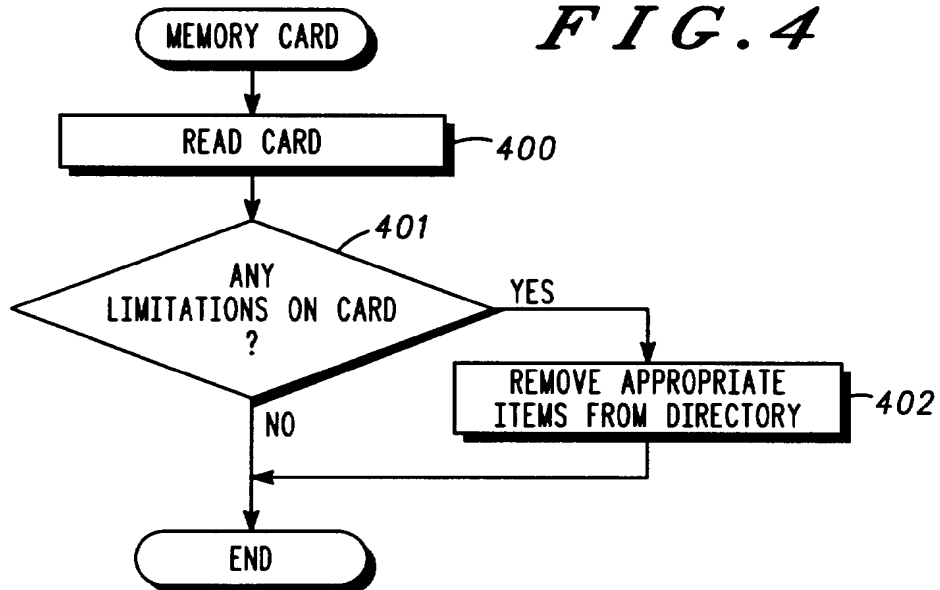 FIG.4
MEMORY CARD
READ CARD
400
401
ANY
LIMITATIONS ON CARD
?
YES
REMOVE APPROPRIATE
ITEMS FROM DIRECTORY
402
NO
END